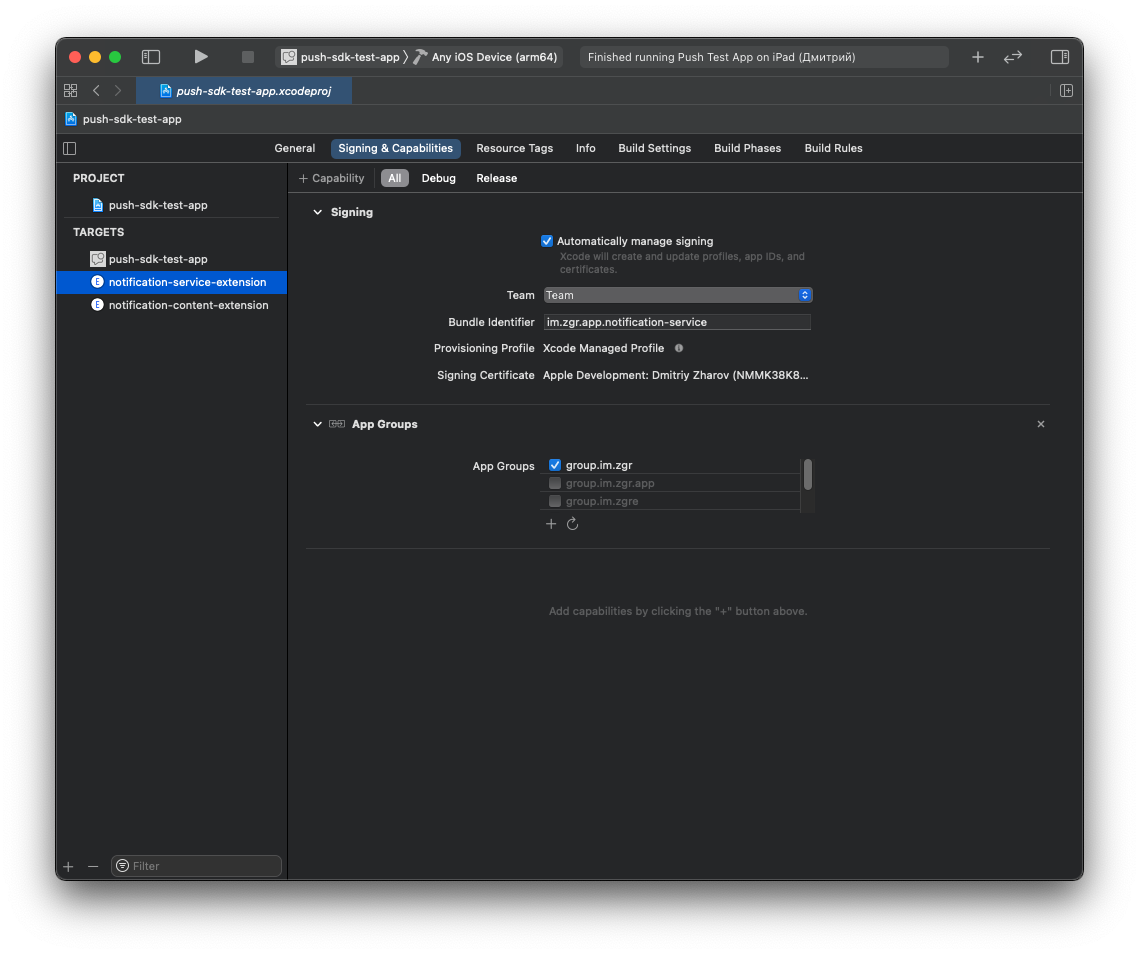 push-sdk-test-app
Any iOS Device (arm64)
Finished running Push Test App on iPad (Дмитрий)
push-sdk-test-app.xcodeproj
push-sdk-test-app
General
Signing & Capabilities
Resource Tags
Info
Build Settings
Build Phases
Build Rules
PROJECT
push-sdk-test-app
TARGETS
push-sdk-test-app
E notification-service-extension
E notification-content-extension
+ Capability
All
Debug
Release
Signing
Automatically manage signing
Xcode will create and update profiles, app IDs, and
certificates.
Team Team
Bundle Identifier im.zgr.app.notification-service
Provisioning Profile Xcode Managed Profile
Signing Certificate Apple Development: Dmitriy Zharov (NMMK38K8...
App Groups
App Groups group.im.zgr
group.im.zgr.app
group.im.zgre
Add capabilities by clicking the "+" button above.
Filter